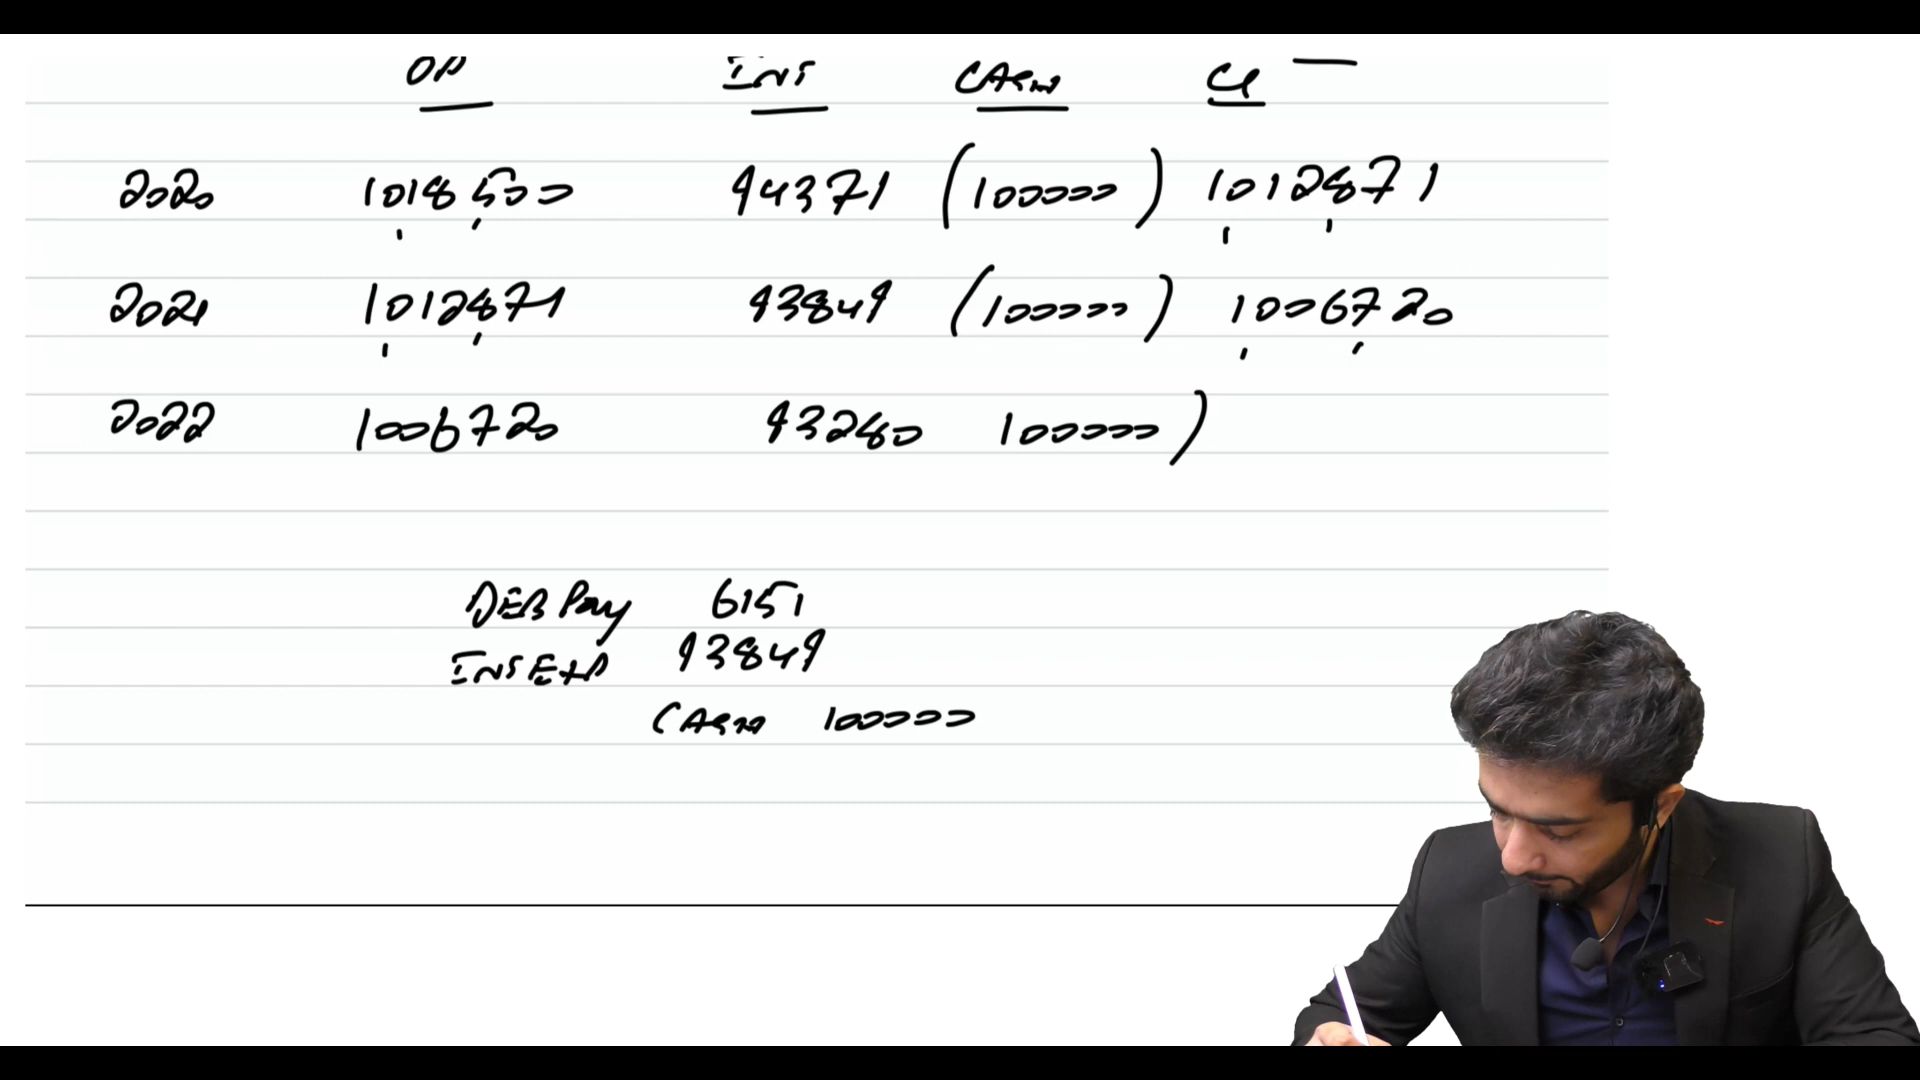 OP INT CASH CL
2020 1018500 94371 (100000) 1012871
2021 1012871 93849 (100000) 1006720
2022 1006720 93280 100000)
DEB Pay 6151
INT EXP 93849
CASH 100000